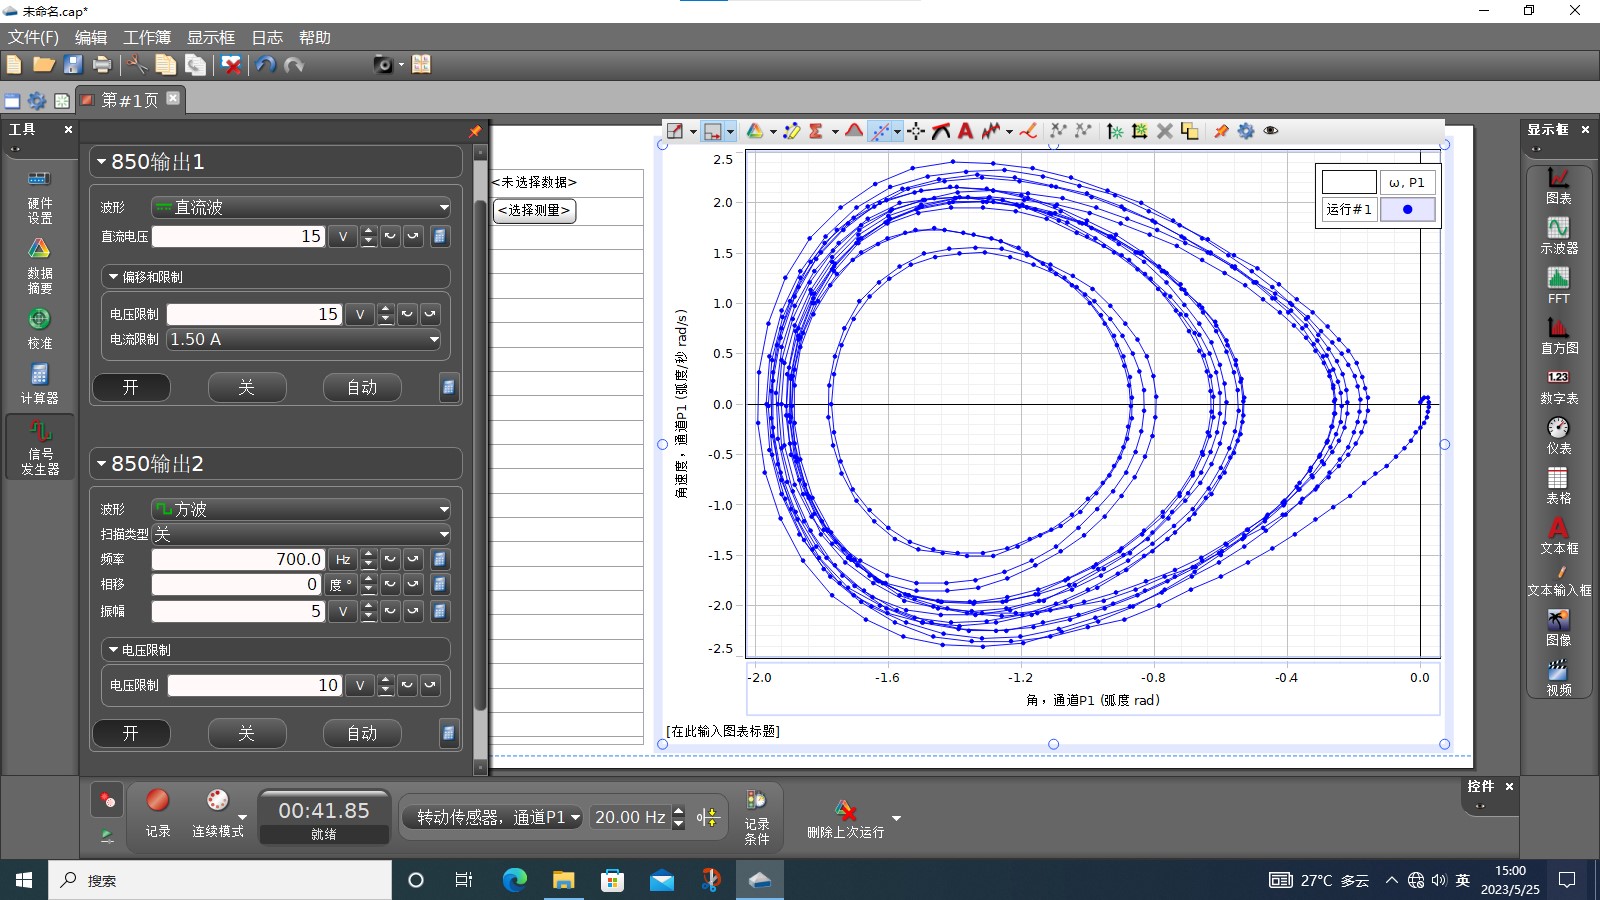 未命名.cap*
文件(F) 编辑 工作簿 显示框 日志 帮助
第#1页
工具
硬件
设置
数据
摘要
校准
计算器
信号
发生器
850输出1
波形 直流波
直流电压 15 V
偏移和限制
电压限制 15 V
电流限制 1.50 A
开 关 自动
850输出2
波形 方波
扫描类型 关
频率 700.0 Hz
相移 0 度 °
振幅 5 V
电压限制
电压限制 10 V
开 关 自动
<未选择数据>
<选择测量>
ω, P1
运行#1
2.5
2.0
1.5
1.0
0.5
0.0
-0.5
-1.0
-1.5
-2.0
-2.5
角速度，通道P1 (弧度/秒 rad/s)
-2.0 -1.6 -1.2 -0.8 -0.4 0.0
角，通道P1 (弧度 rad)
[在此输入图表标题]
显示框
图表
示波器
FFT
直方图
1.23
数字表
仪表
表格
文本框
文本输入框
图像
视频
控件
记录
连续模式
00:41.85
就绪
转动传感器，通道P1
20.00 Hz
记录
条件
删除上次运行
搜索
27°C 多云
英
15:00
2023/5/25